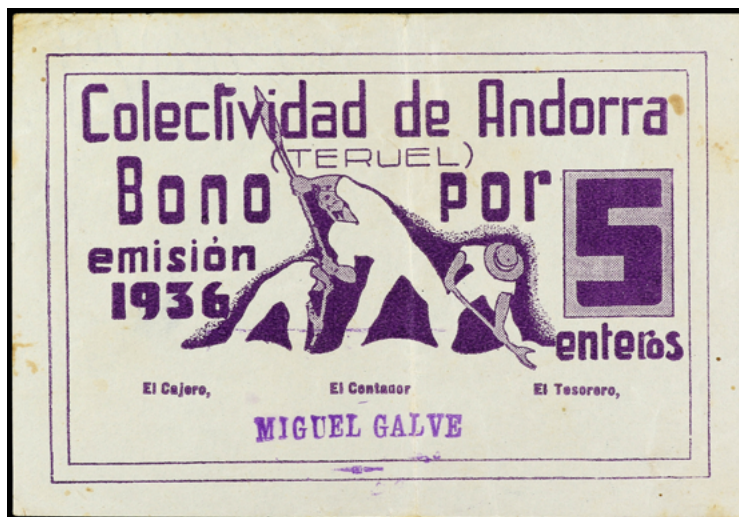 Colectividad de Andorra
(TERUEL)
Bono por 5
emisión
1936
enteros
El Cajero, El Contador El Tesorero,
MIGUEL GALVE